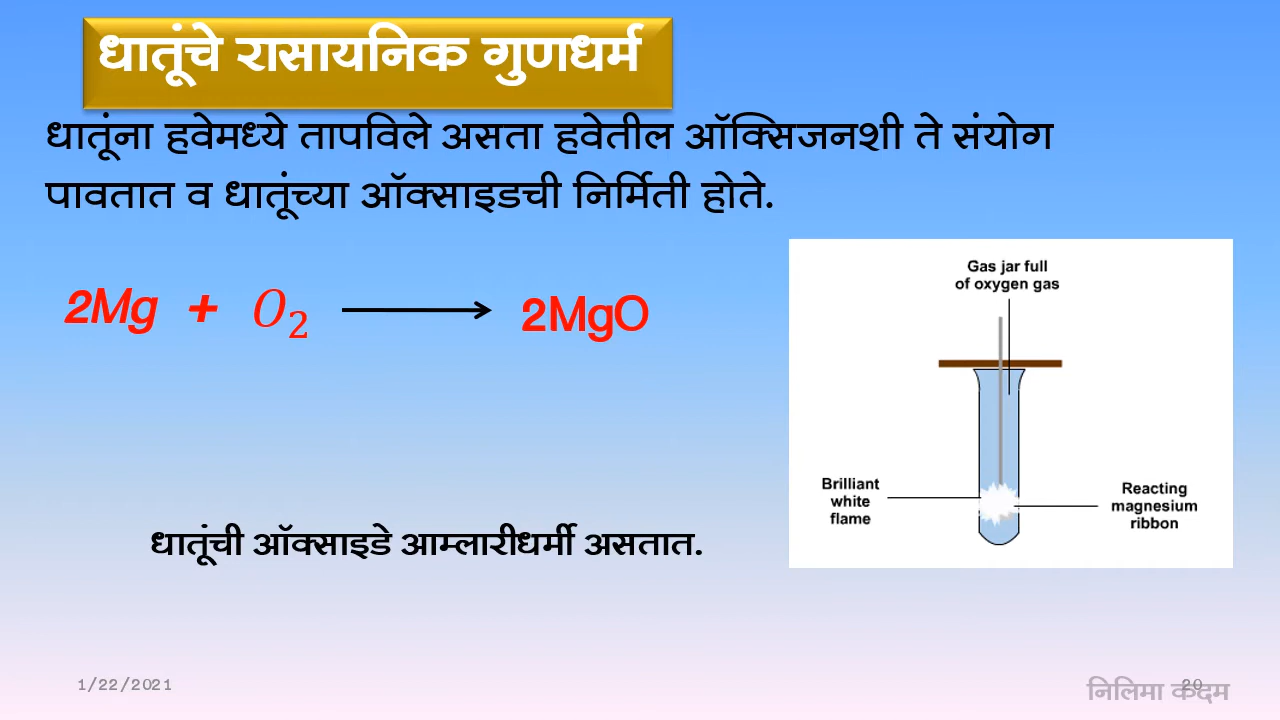 धातूंचे रासायनिक गुणधर्म
धातूंना हवेमध्ये तापविले असता हवेतील ऑक्सिजनशी ते संयोग
पावतात व धातूंच्या ऑक्साइडची निर्मिती होते.
2Mg + O₂ ⟶ 2MgO
Gas jar full
of oxygen gas
Brilliant
white
flame
Reacting
magnesium
ribbon
धातूंची ऑक्साइडे आम्लारीधर्मी असतात.
1/22/2021
निलिमा कदम
20